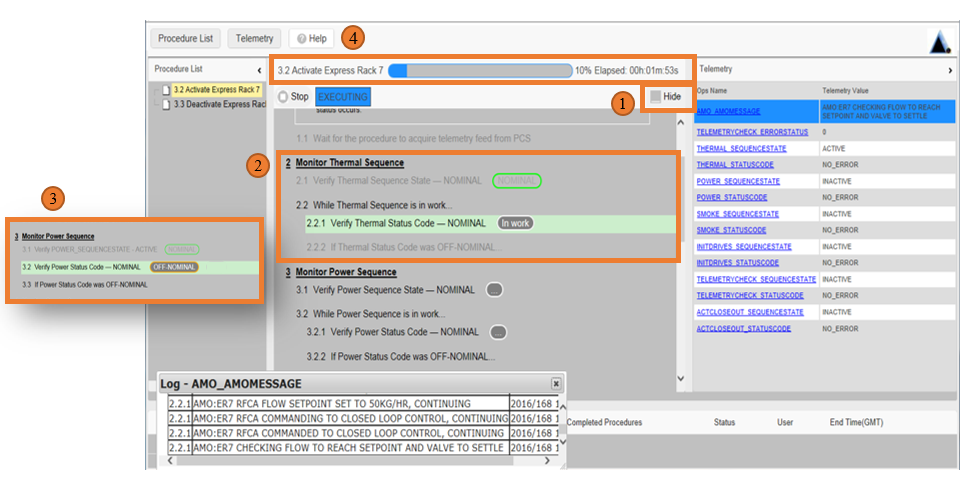 Procedure List
Telemetry
Help
4
Procedure List
3.2 Activate Express Rack 7
3.3 Deactivate Express Rac
3.2 Activate Express Rack 7
10% Elapsed: 00h:01m:53s
Stop
EXECUTING
1
Hide
status occurs.
1.1 Wait for the procedure to acquire telemetry feed from PCS
2
2 Monitor Thermal Sequence
2.1 Verify Thermal Sequence State — NOMINAL NOMINAL
2.2 While Thermal Sequence is in work...
2.2.1 Verify Thermal Status Code — NOMINAL In work
2.2.2 If Thermal Status Code was OFF-NOMINAL...
3 Monitor Power Sequence
3.1 Verify Power Sequence State — NOMINAL ...
3.2 While Power Sequence is in work...
3.2.1 Verify Power Status Code — NOMINAL ...
3.2.2 If Power Status Code was OFF-NOMINAL...
3
3 Monitor Power Sequence
3.1 Verify POWER_SEQUENCESTATE - ACTIVE NOMINAL
3.2 Verify Power Status Code — NOMINAL OFF-NOMINAL
3.3 If Power Status Code was OFF-NOMINAL
Telemetry
Ops Name Telemetry Value
AMO_AMOMESSAGE AMO:ER7 CHECKING FLOW TO REACH
SETPOINT AND VALVE TO SETTLE
TELEMETRYCHECK_ERRORSTATUS 0
THERMAL_SEQUENCESTATE ACTIVE
THERMAL_STATUSCODE NO_ERROR
POWER_SEQUENCESTATE INACTIVE
POWER_STATUSCODE NO_ERROR
SMOKE_SEQUENCESTATE INACTIVE
SMOKE_STATUSCODE NO_ERROR
INITDRIVES_SEQUENCESTATE INACTIVE
INITDRIVES_STATUSCODE NO_ERROR
TELEMETRYCHECK_SEQUENCESTATE INACTIVE
TELEMETRYCHECK_STATUSCODE NO_ERROR
ACTCLOSEOUT_SEQUENCESTATE INACTIVE
ACTCLOSEOUT_STATUSCODE NO_ERROR
Log - AMO_AMOMESSAGE
2.2.1 AMO:ER7 RFCA FLOW SETPOINT SET TO 50KG/HR, CONTINUING 2016/168 1
2.2.1 AMO:ER7 RFCA COMMANDING TO CLOSED LOOP CONTROL, CONTINUING 2016/168 1
2.2.1 AMO:ER7 RFCA COMMANDED TO CLOSED LOOP CONTROL, CONTINUING 2016/168 1
2.2.1 AMO:ER7 CHECKING FLOW TO REACH SETPOINT AND VALVE TO SETTLE 2016/168 1
Completed Procedures Status User End Time(GMT)